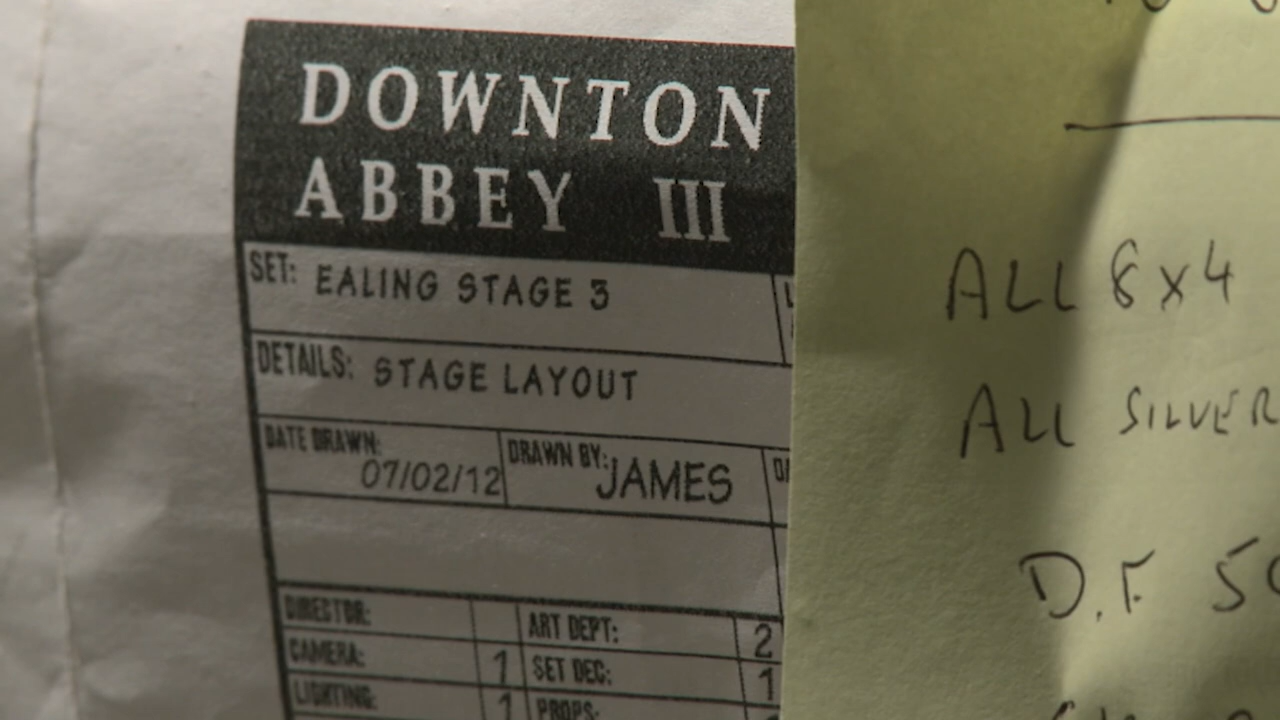 DOWNTON
ABBEY III
SET: EALING STAGE 3
DETAILS: STAGE LAYOUT
DATE DRAWN: 07/02/12 DRAWN BY: JAMES
DIRECTOR: ART DEPT: 2
CAMERA: 1 SET DEC: 1
LIGHTING: 1 PROPS:
ALL 8x4
ALL SILVER
D.F.